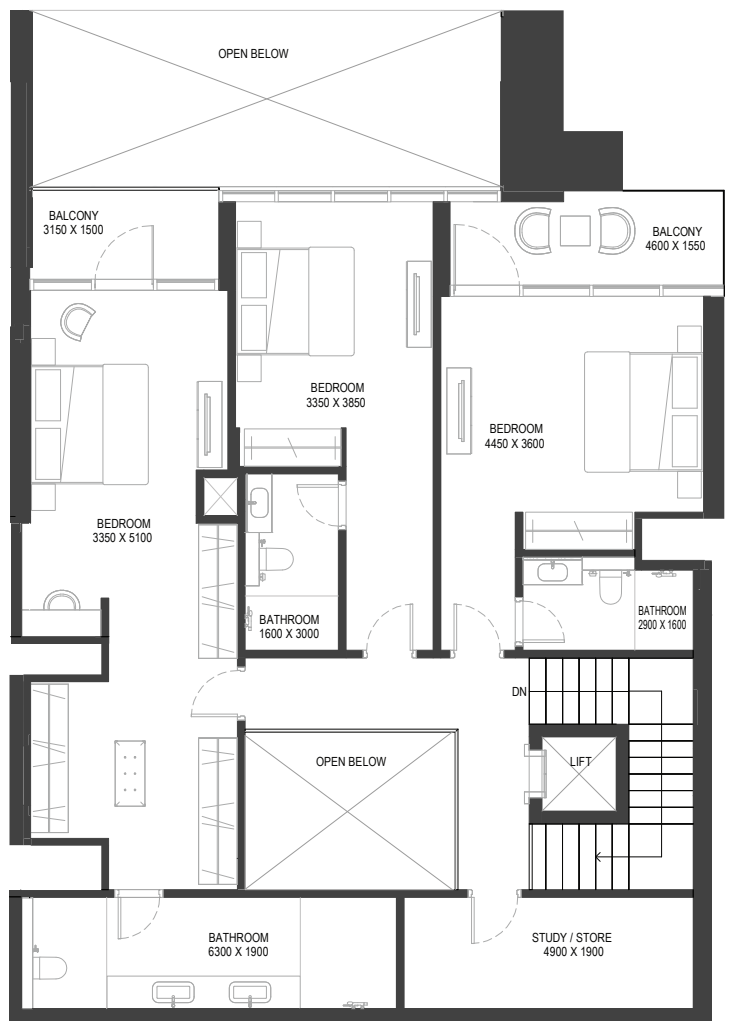 OPEN BELOW
BALCONY
3150 X 1500
BALCONY
4600 X 1550
BEDROOM
3350 X 3850
BEDROOM
4450 X 3600
BEDROOM
3350 X 5100
BATHROOM
1600 X 3000
BATHROOM
2900 X 1600
DN
OPEN BELOW
LIFT
BATHROOM
6300 X 1900
STUDY / STORE
4900 X 1900